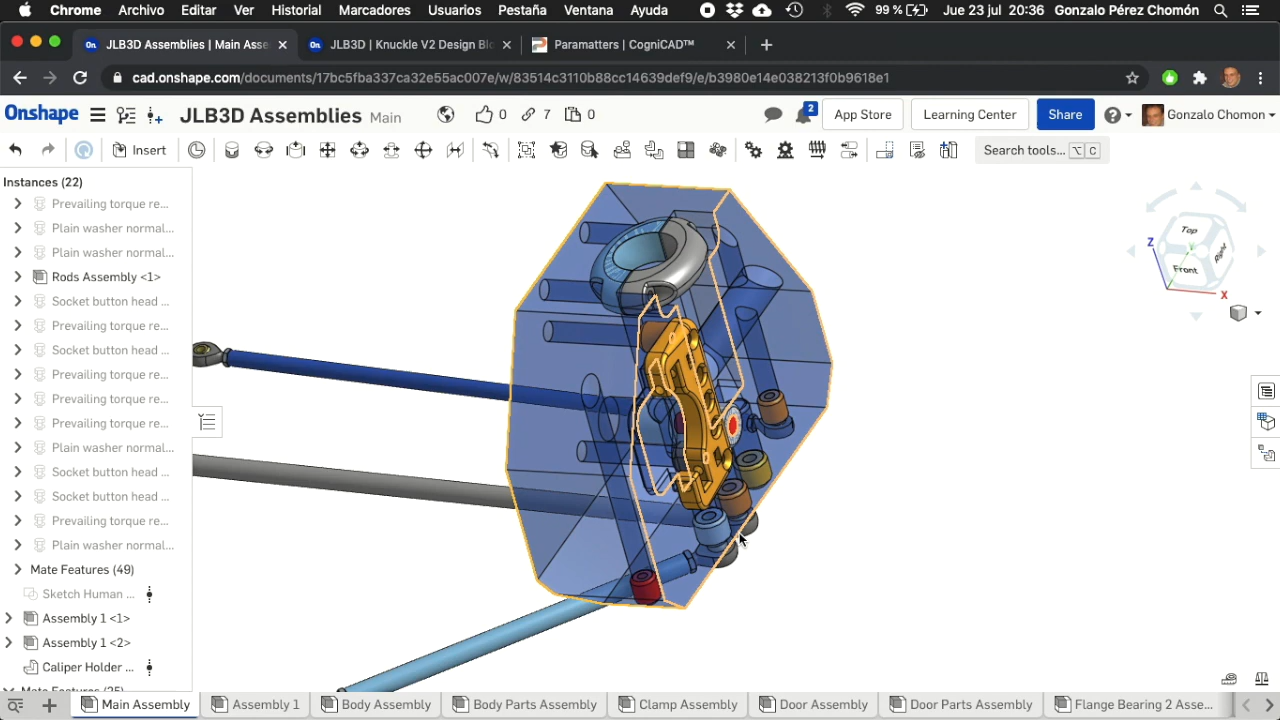 Chrome Archivo Editar Ver Historial Marcadores Usuarios Pestaña Ventana Ayuda 99 % Jue 23 jul 20:36 Gonzalo Pérez Chomón
On JLB3D Assemblies | Main Asse On JLB3D | Knuckle V2 Design Blo Paramatters | CogniCAD™
cad.onshape.com/documents/17bc5fba337ca32e55ac007e/w/83514c3110b88cc14639def9/e/b3980e14e038213f0b9618e1
Onshape JLB3D Assemblies Main 0 7 0 2 App Store Learning Center Share Gonzalo Chomon
Insert Search tools... ⌥ C
Instances (22)
Prevailing torque re...
Plain washer normal...
Plain washer normal...
Rods Assembly <1>
Socket button head ...
Prevailing torque re...
Socket button head ...
Prevailing torque re...
Prevailing torque re...
Prevailing torque re...
Plain washer normal...
Socket button head ...
Socket button head ...
Prevailing torque re...
Plain washer normal...
Mate Features (49)
Sketch Human ...
Assembly 1 <1>
Assembly 1 <2>
Caliper Holder ...
Mate Features (25)
Top
Z
Y
Right
Front
X
Main Assembly Assembly 1 Body Assembly Body Parts Assembly Clamp Assembly Door Assembly Door Parts Assembly Flange Bearing 2 Asse...